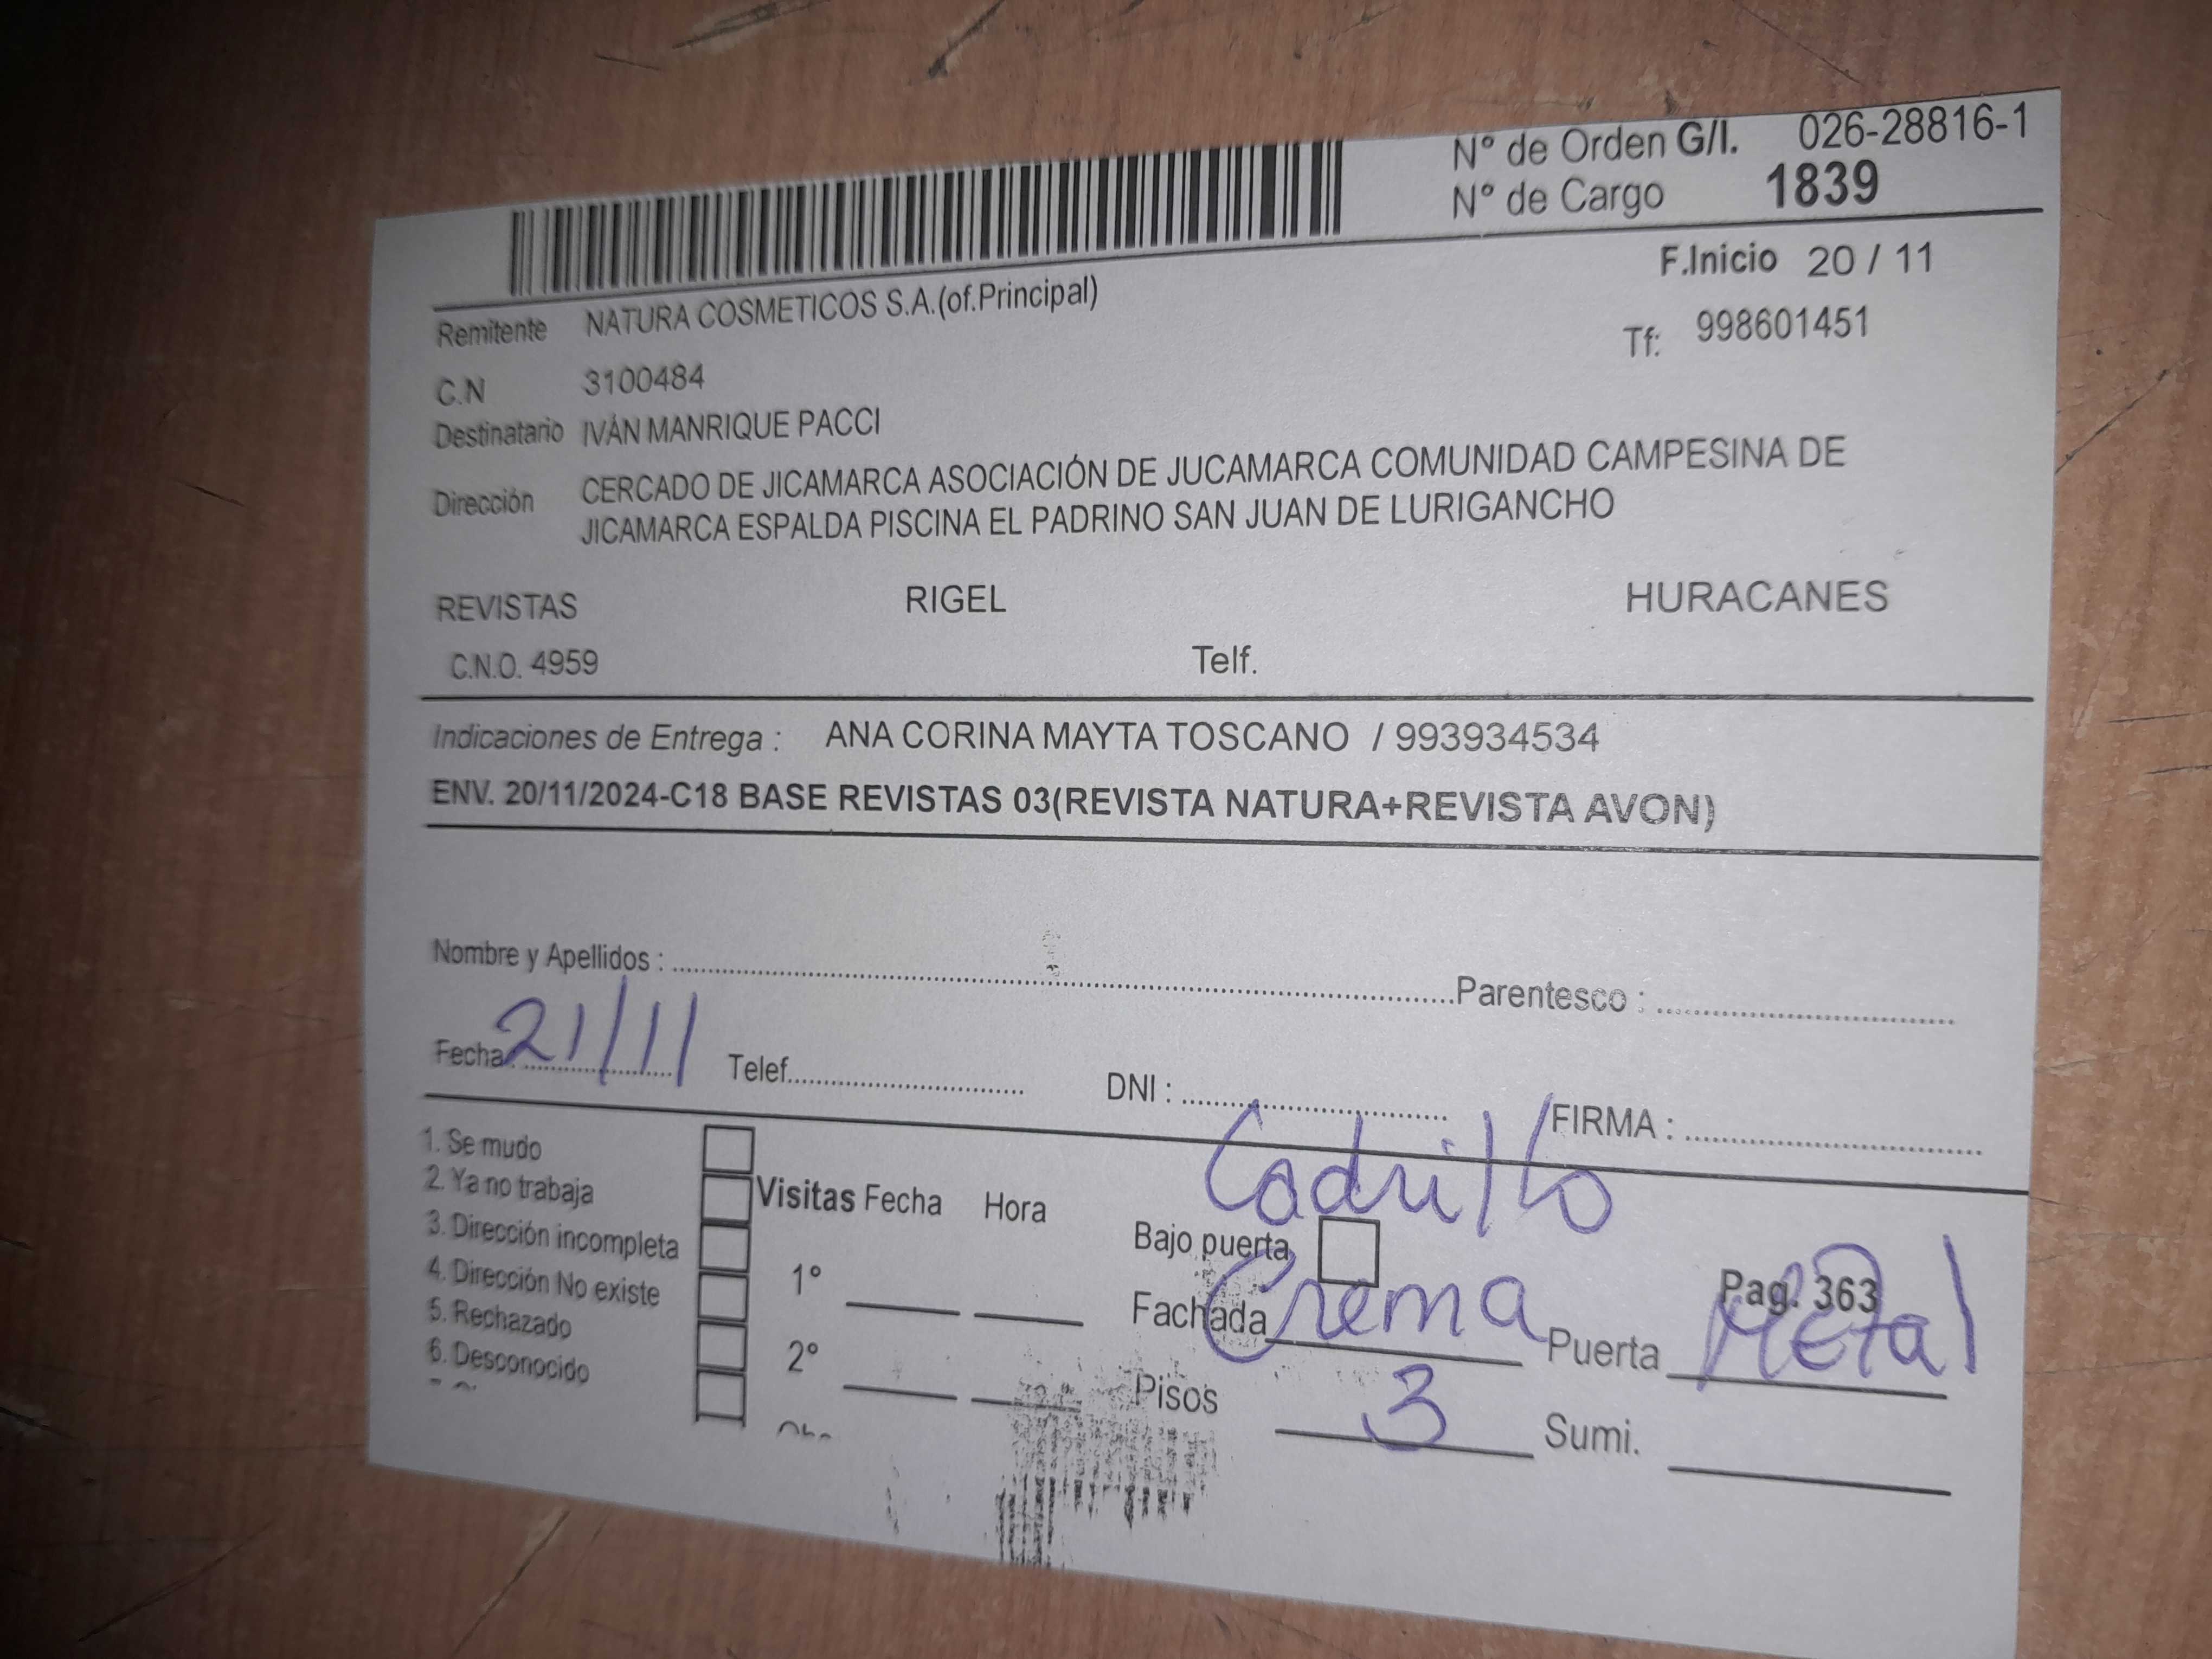 Nº de Orden G/I. 026-28816-1
Nº de Cargo 1839
F.Inicio 20 / 11
Remitente NATURA COSMETICOS S.A.(of.Principal)
Tf: 998601451
C.N 3100484
Destinatario IVÁN MANRIQUE PACCI
Dirección CERCADO DE JICAMARCA ASOCIACIÓN DE JUCAMARCA COMUNIDAD CAMPESINA DE
JICAMARCA ESPALDA PISCINA EL PADRINO SAN JUAN DE LURIGANCHO
REVISTAS RIGEL HURACANES
C.N.O. 4959 Telf.
Indicaciones de Entrega : ANA CORINA MAYTA TOSCANO / 993934534
ENV. 20/11/2024-C18 BASE REVISTAS 03(REVISTA NATURA+REVISTA AVON)
Nombre y Apellidos : Parentesco :
Fecha : 21/11 Telef. DNI : FIRMA :
1. Se mudo
2. Ya no trabaja
3. Dirección incompleta
4. Dirección No existe
5. Rechazado
6. Desconocido
Visitas Fecha Hora
1º
2º
Ladrillo
Bajo puerta
Pag. 363
Fachada Crema Puerta Metal
Pisos 3 Sumi.